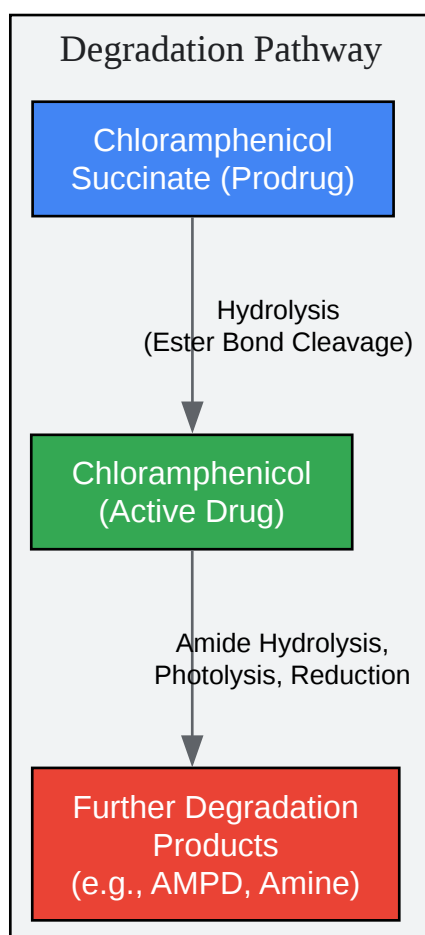 Degradation Pathway
Chloramphenicol
Succinate (Prodrug)
Hydrolysis
(Ester Bond Cleavage)
Chloramphenicol
(Active Drug)
Amide Hydrolysis,
Photolysis, Reduction
Further Degradation
Products
(e.g., AMPD, Amine)